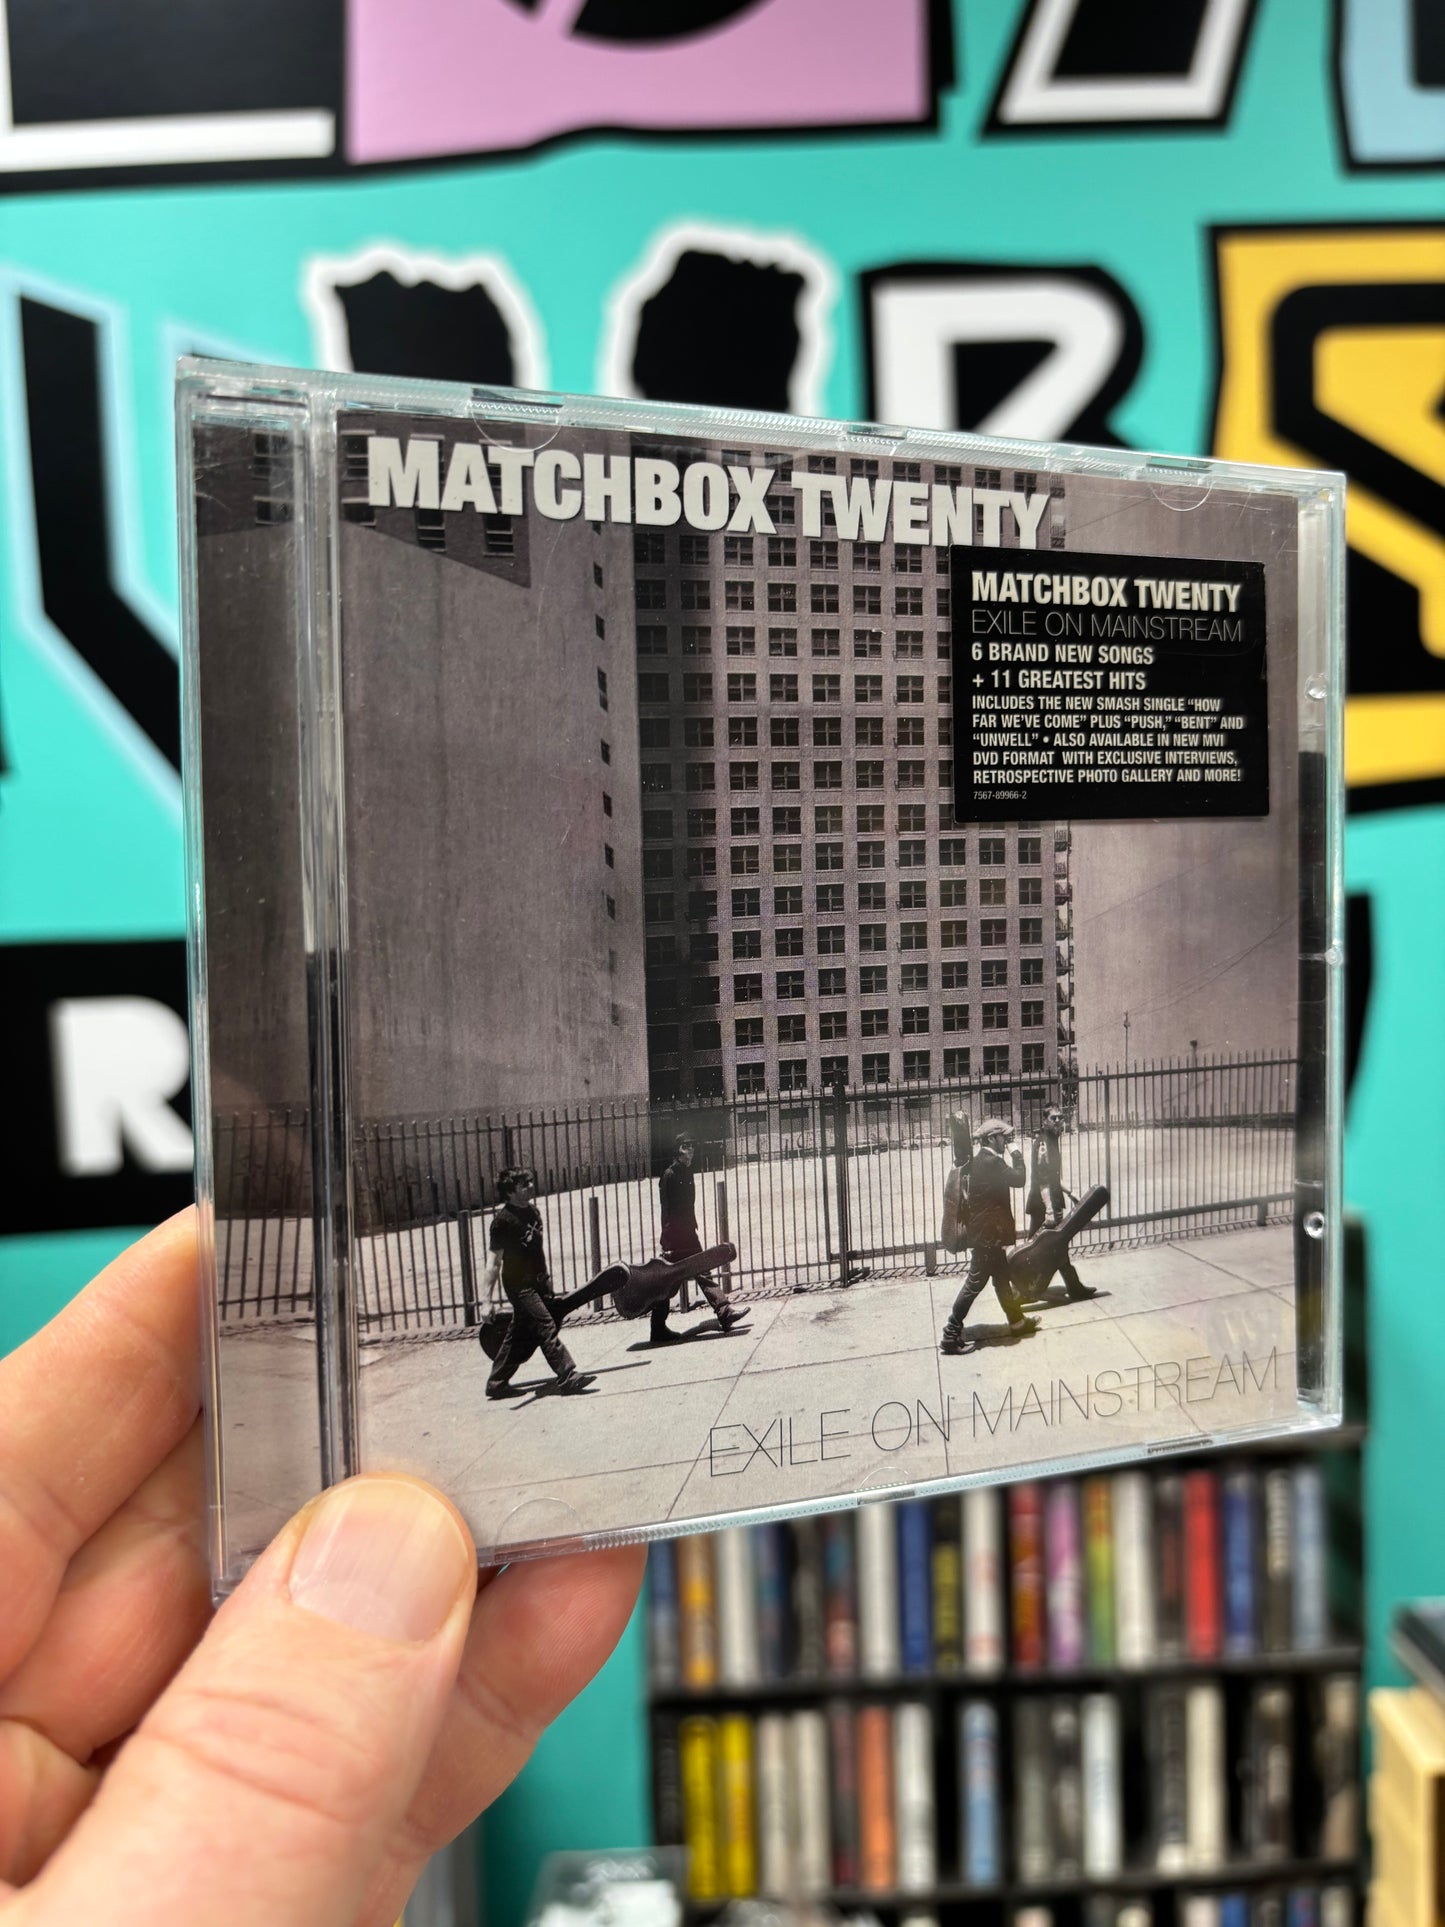 MATCHBOX TWENTY
MATCHBOX TWENTY
EXILE ON MAINSTREAM
6 BRAND NEW SONGS
+ 11 GREATEST HITS
INCLUDES THE NEW SMASH SINGLE "HOW
FAR WE'VE COME" PLUS "PUSH," "BENT" AND
"UNWELL" • ALSO AVAILABLE IN NEW MVI
DVD FORMAT WITH EXCLUSIVE INTERVIEWS,
RETROSPECTIVE PHOTO GALLERY AND MORE!
7567-89966-2
EXILE ON MAINSTREAM
R